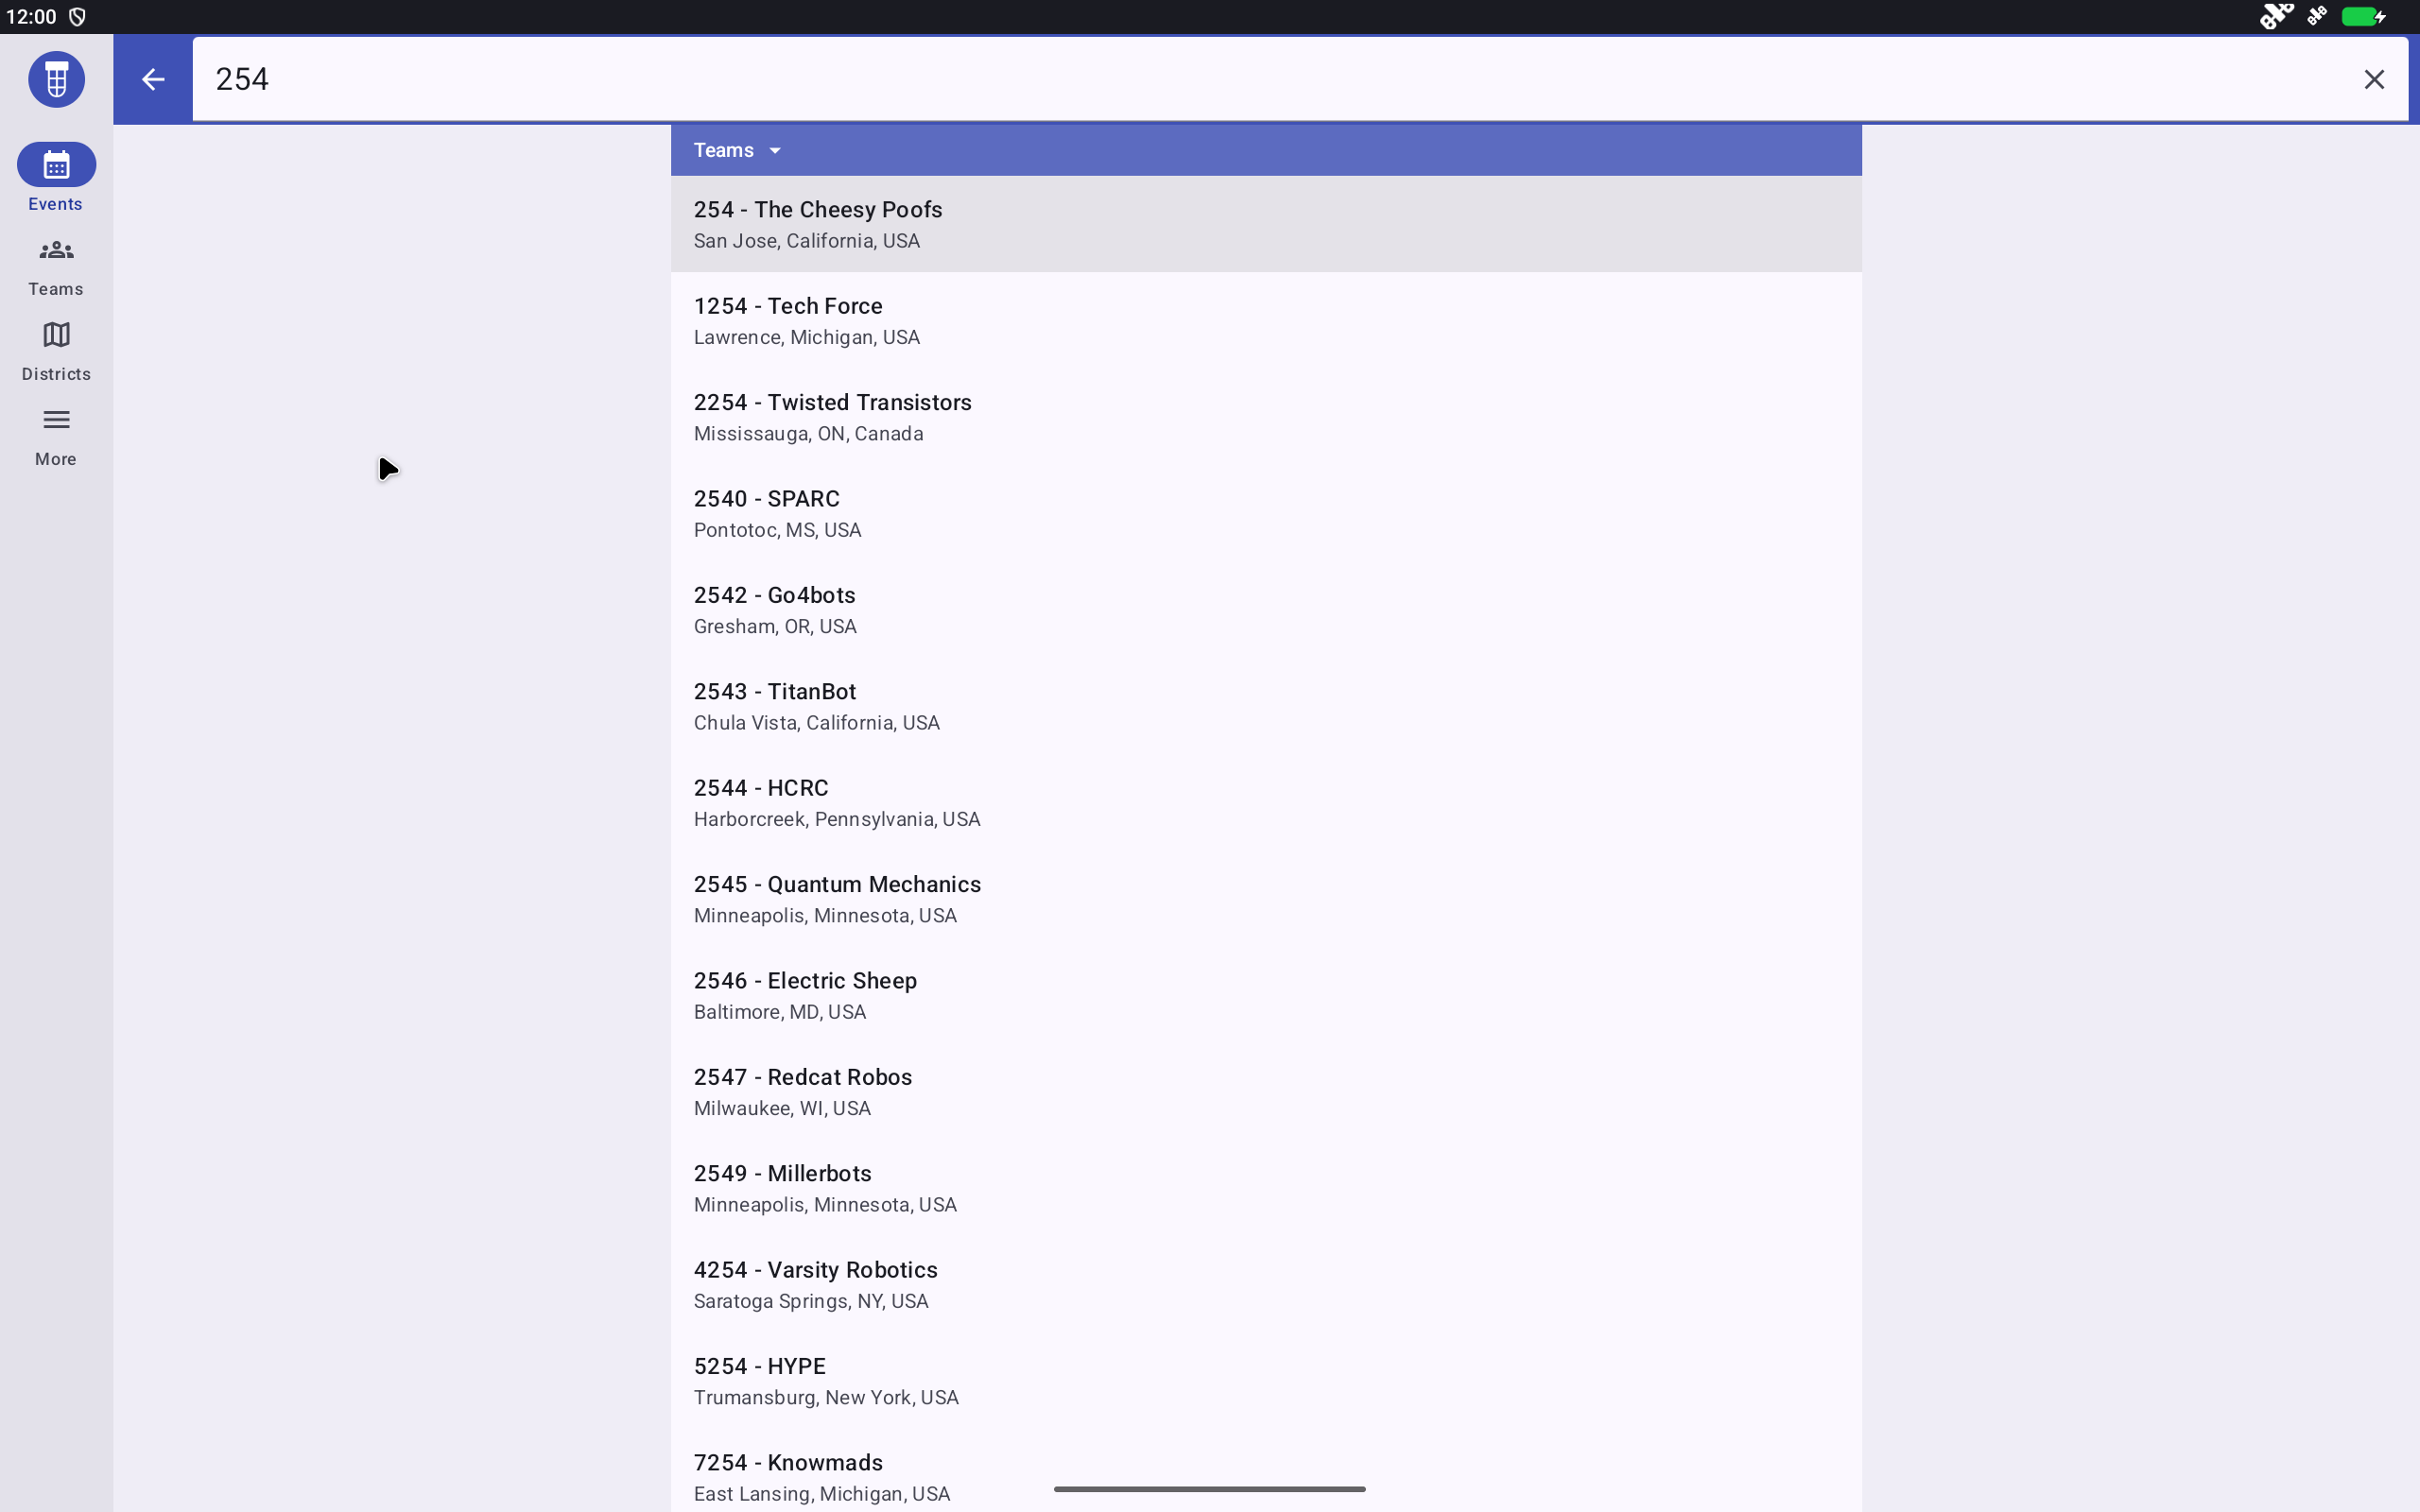 12:00
254
Events
Teams
Districts
More
Teams
254 - The Cheesy Poofs
San Jose, California, USA
1254 - Tech Force
Lawrence, Michigan, USA
2254 - Twisted Transistors
Mississauga, ON, Canada
2540 - SPARC
Pontotoc, MS, USA
2542 - Go4bots
Gresham, OR, USA
2543 - TitanBot
Chula Vista, California, USA
2544 - HCRC
Harborcreek, Pennsylvania, USA
2545 - Quantum Mechanics
Minneapolis, Minnesota, USA
2546 - Electric Sheep
Baltimore, MD, USA
2547 - Redcat Robos
Milwaukee, WI, USA
2549 - Millerbots
Minneapolis, Minnesota, USA
4254 - Varsity Robotics
Saratoga Springs, NY, USA
5254 - HYPE
Trumansburg, New York, USA
7254 - Knowmads
East Lansing, Michigan, USA